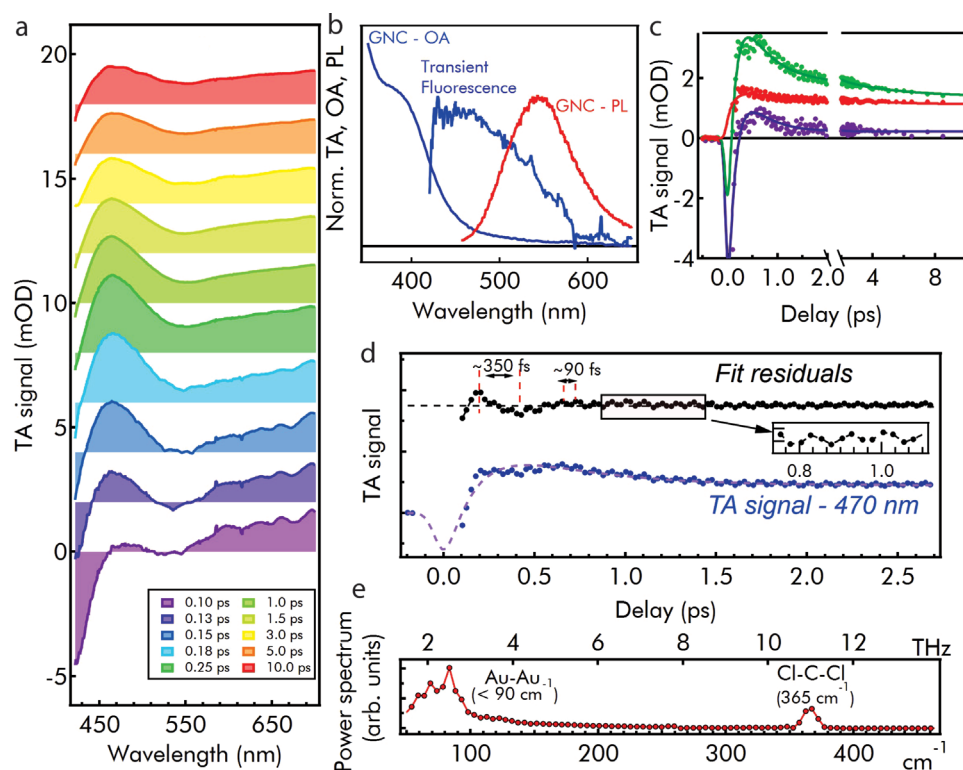 a
20
15
10
5
0
-5
TA signal (mOD)
0.10 ps
0.13 ps
0.15 ps
0.18 ps
0.25 ps
1.0 ps
1.5 ps
3.0 ps
5.0 ps
10.0 ps
450 550 650
Wavelength (nm)
b
Norm. TA, OA, PL
GNC - OA
Transient
Fluorescence
GNC - PL
400 500 600
Wavelength (nm)
c
TA signal (mOD)
2
0
-2
-4
0.0 1.0 2.0 4 8
Delay (ps)
d
TA signal
~350 fs
~90 fs
Fit residuals
0.8 1.0
TA signal - 470 nm
0.0 0.5 1.0 1.5 2.0 2.5
Delay (ps)
e
2 4 6 8 10 12 THz
Power spectrum
(arb. units)
Au-Au
(< 90 cm-1)
Cl-C-Cl
(365 cm-1)
100 200 300 400 cm-1